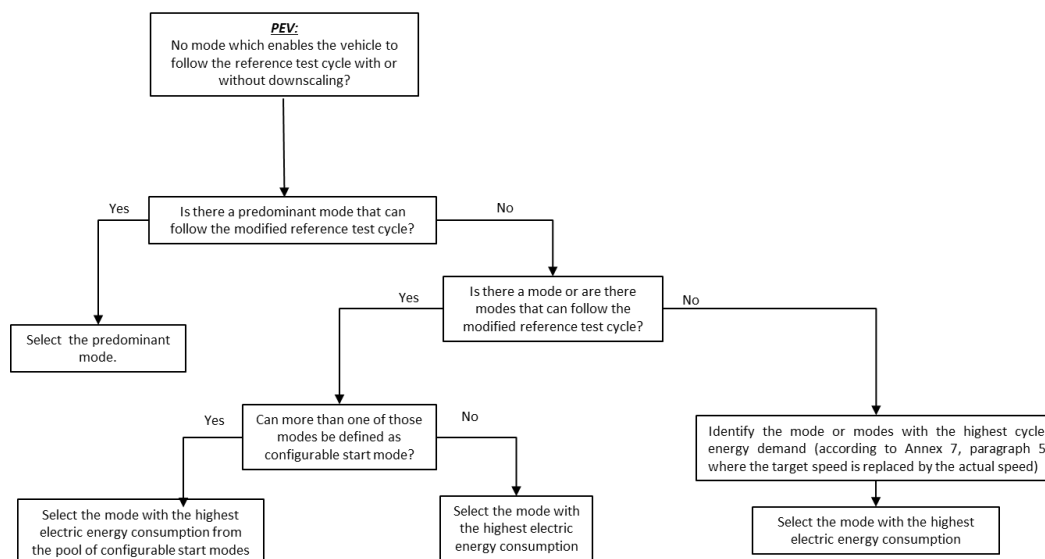 PEV:
No mode which enables the vehicle to
follow the reference test cycle with or
without downscaling?
Yes
Is there a predominant mode that can
follow the modified reference test cycle?
No
Yes
Is there a mode or are there
modes that can follow the
modified reference test cycle?
No
Select the predominant
mode.
Yes
Can more than one of those
modes be defined as
configurable start mode?
No
Identify the mode or modes with the highest cycle
energy demand (according to Annex 7, paragraph 5
where the target speed is replaced by the actual speed)
Select the mode with the highest
electric energy consumption from
the pool of configurable start modes
Select the mode with
the highest electric
energy consumption
Select the mode with the highest
electric energy consumption